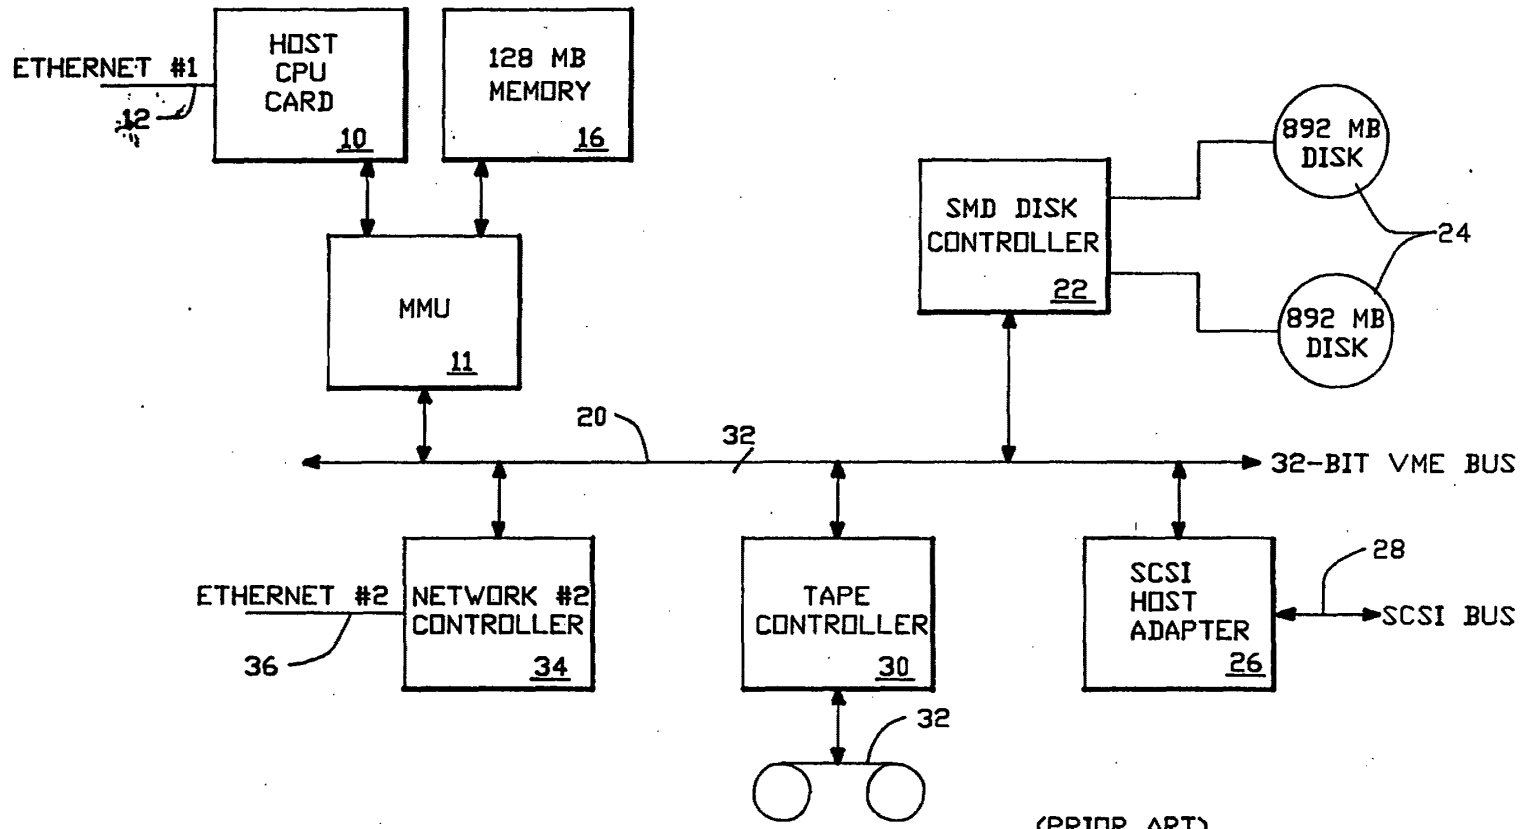 HOST
CPU
CARD
10
128 MB
MEMORY
16
ETHERNET #1
12
892 MB
DISK
SMD DISK
CONTROLLER
22
24
892 MB
DISK
MMU
11
20
32
32-BIT VME BUS
ETHERNET #2
36
NETWORK #2
CONTROLLER
34
TAPE
CONTROLLER
30
32
SCSI
HOST
ADAPTER
26
28
SCSI BUS
(PRIOR ART)